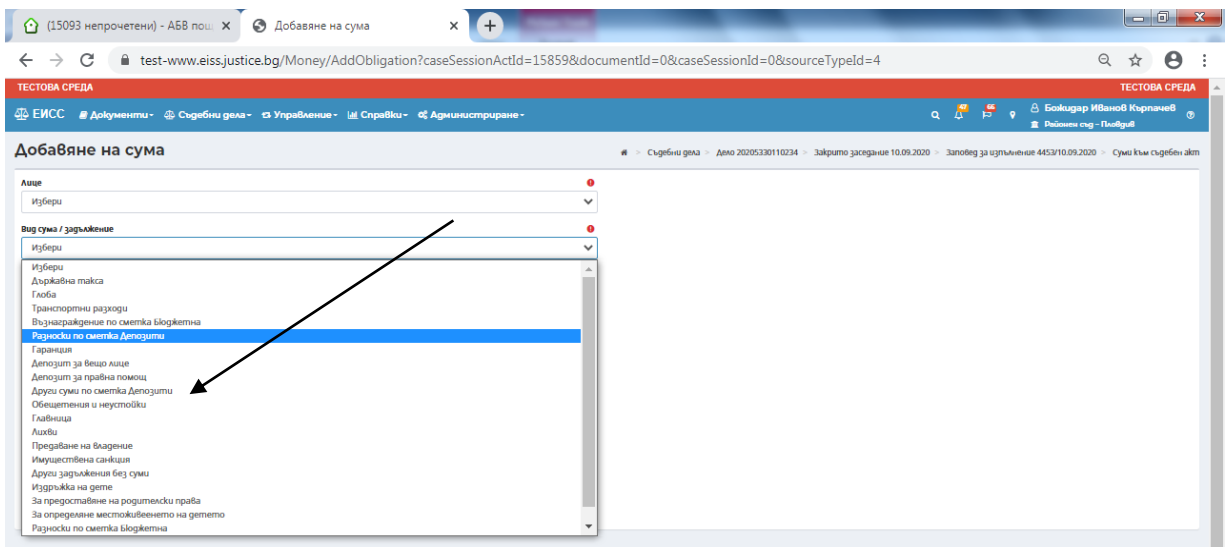 (15093 непрочетени) - АБВ пощ
Добавяне на сума
test-www.eiss.justice.bg/Money/AddObligation?caseSessionActId=15859&documentId=0&caseSessionId=0&sourceTypeId=4
ТЕСТОВА СРЕДА
ТЕСТОВА СРЕДА
ЕИСС Документи Съдебни дела Управление Справки Администриране
47 66 Божидар Иванов Кърпачев
Районен съд – Пловдив
Добавяне на сума
> Съдебни дела > Дело 20205330110234 > Закрито заседание 10.09.2020 > Заповед за изпълнение 4453/10.09.2020 > Суми към съдебен акт
Лице
Избери
Вид сума / задължение
Избери
Избери
Държавна такса
Глоба
Транспортни разходи
Възнаграждение по сметка Бюджетна
Разноски по сметка Депозити
Гаранция
Депозит за вещо лице
Депозит за правна помощ
Други суми по сметка Депозити
Обещетения и неустойки
Главница
Лихви
Предаване на владение
Имуществена санкция
Други задължения без суми
Издръжка на дете
За предоставяне на родителски права
За определяне местоживеенето на детето
Разноски по сметка Бюджетна